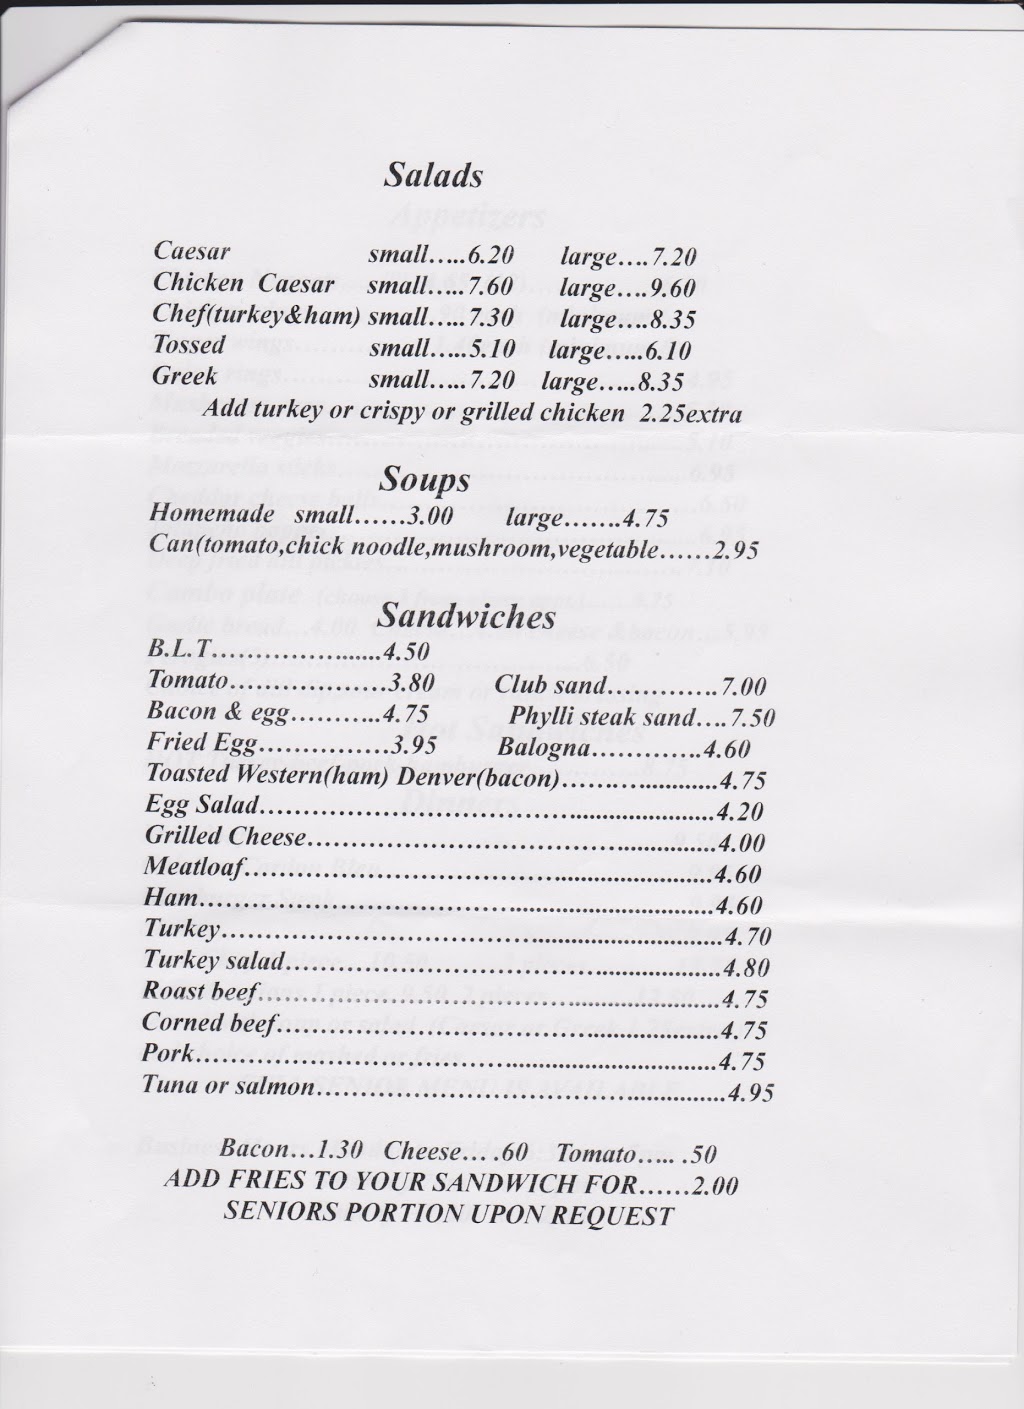 Salads
Caesar small.....6.20 large....7.20
Chicken Caesar small.....7.60 large....9.60
Chef(turkey&ham) small.....7.30 large....8.35
Tossed small.....5.10 large.....6.10
Greek small.....7.20 large.....8.35
Add turkey or crispy or grilled chicken 2.25extra
Soups
Homemade small......3.00 large.......4.75
Can(tomato,chick noodle,mushroom,vegetable......2.95
Sandwiches
B.L.T.....................4.50
Tomato..................3.80 Club sand.............7.00
Bacon & egg...........4.75 Phylli steak sand....7.50
Fried Egg...............3.95 Balogna.............4.60
Toasted Western(ham) Denver(bacon).....................4.75
Egg Salad.........................................................4.20
Grilled Cheese..................................................4.00
Meatloaf...........................................................4.60
Ham.................................................................4.60
Turkey..............................................................4.70
Turkey salad.....................................................4.80
Roast beef........................................................4.75
Corned beef......................................................4.75
Pork.................................................................4.75
Tuna or salmon.................................................4.95
Bacon...1.30 Cheese....60 Tomato..... .50
ADD FRIES TO YOUR SANDWICH FOR......2.00
SENIORS PORTION UPON REQUEST